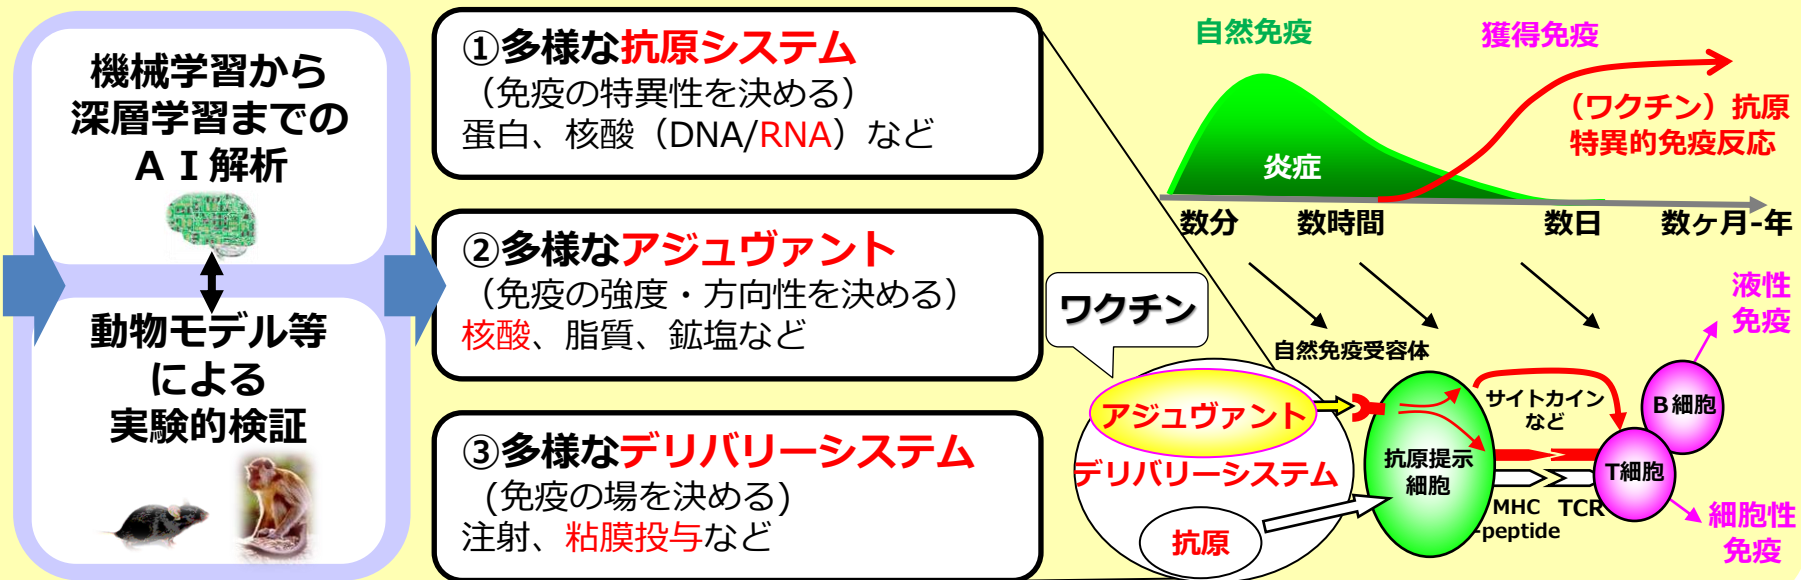 機械学習から
深層学習までの
ＡＩ解析
動物モデル等
による
実験的検証
①多様な抗原システム
（免疫の特異性を決める）
蛋白、核酸（DNA/RNA）など
②多様なアジュヴァント
（免疫の強度・方向性を決める）
核酸、脂質、鉱塩など
③多様なデリバリーシステム
(免疫の場を決める)
注射、粘膜投与など
自然免疫
獲得免疫
（ワクチン）抗原
特異的免疫反応
炎症
数分
数時間
数日
数ヶ月-年
ワクチン
自然免疫受容体
アジュヴァント
デリバリーシステム
抗原
抗原提示
細胞
サイトカイン
など
MHC
-peptide
TCR
T細胞
B細胞
液性
免疫
細胞性
免疫